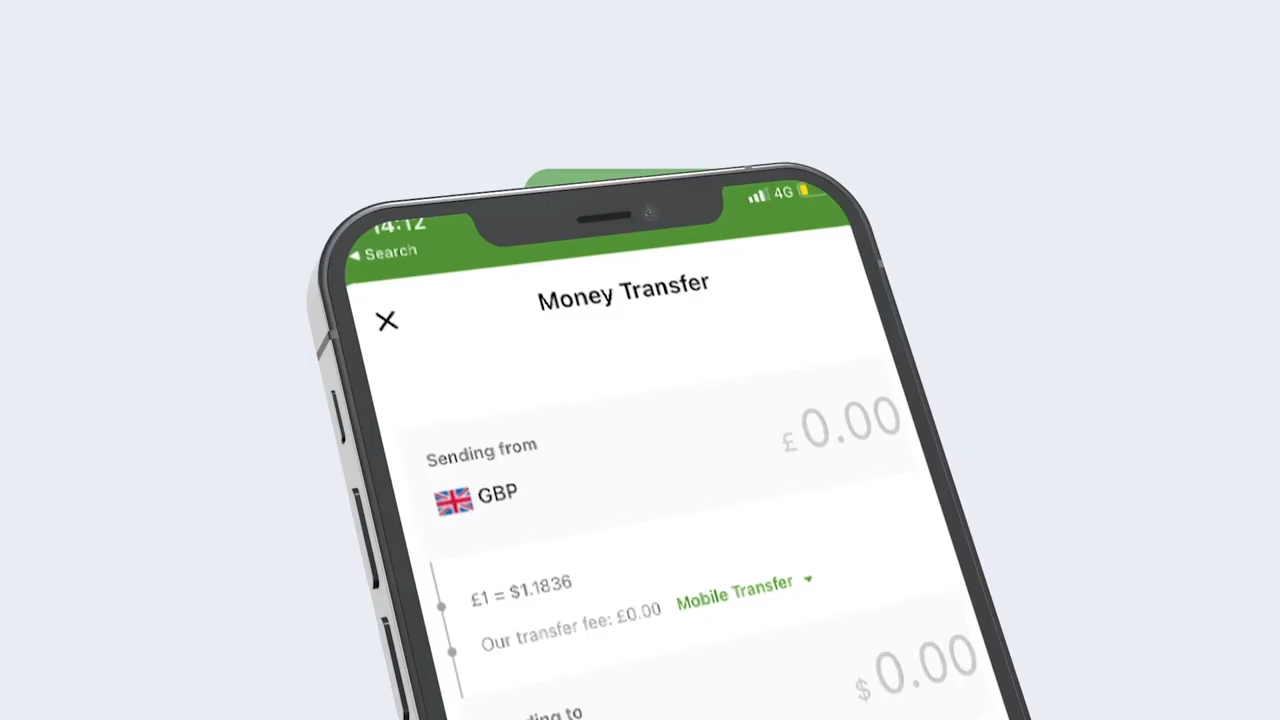 14:12
4G
◀ Search
Money Transfer
£ 0.00
Sending from
GBP
£1 = $1.1836
Our transfer fee: £0.00 Mobile Transfer
$ 0.00
to